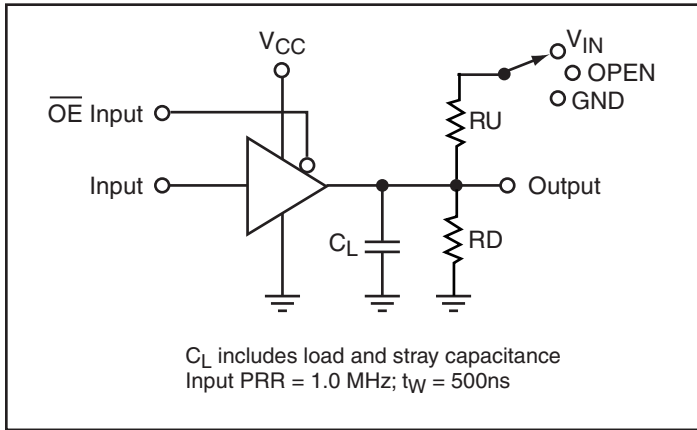 V_CC
V_IN
OPEN
GND
O̅E̅ Input
RU
Input
Output
C_L
RD
C_L includes load and stray capacitance
Input PRR = 1.0 MHz; t_W = 500ns